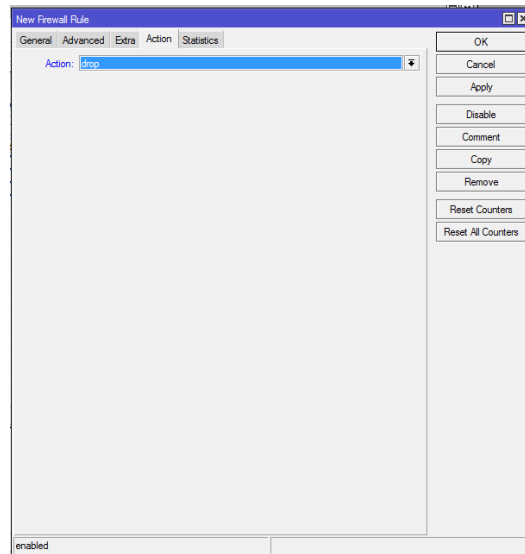 New Firewall Rule
General Advanced Extra Action Statistics
Action: drop
OK
Cancel
Apply
Disable
Comment
Copy
Remove
Reset Counters
Reset All Counters
enabled